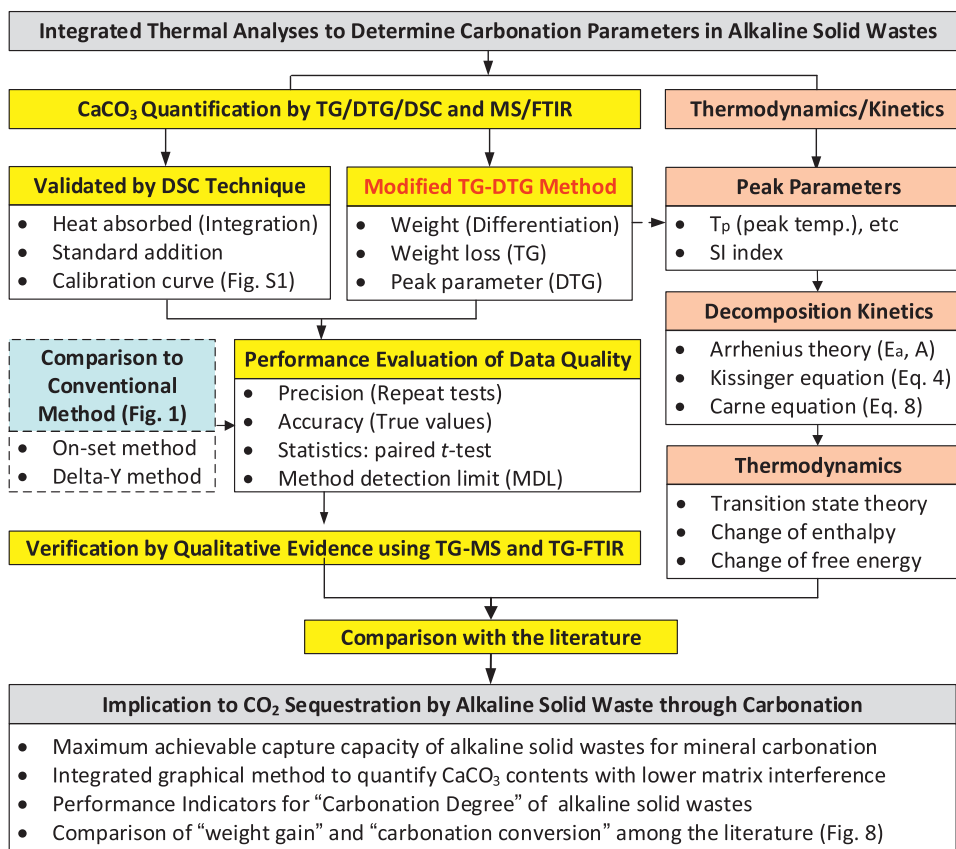 Integrated Thermal Analyses to Determine Carbonation Parameters in Alkaline Solid Wastes
CaCO₃ Quantification by TG/DTG/DSC and MS/FTIR
Thermodynamics/Kinetics
Validated by DSC Technique
• Heat absorbed (Integration)
• Standard addition
• Calibration curve (Fig. S1)
Modified TG-DTG Method
• Weight (Differentiation)
• Weight loss (TG)
• Peak parameter (DTG)
Peak Parameters
• Tₚ (peak temp.), etc
• SI index
Decomposition Kinetics
• Arrhenius theory (Eₐ, A)
• Kissinger equation (Eq. 4)
• Carne equation (Eq. 8)
Comparison to
Conventional
Method (Fig. 1)
• On-set method
• Delta-Y method
Performance Evaluation of Data Quality
• Precision (Repeat tests)
• Accuracy (True values)
• Statistics: paired t-test
• Method detection limit (MDL)
Thermodynamics
• Transition state theory
• Change of enthalpy
• Change of free energy
Verification by Qualitative Evidence using TG-MS and TG-FTIR
Comparison with the literature
Implication to CO₂ Sequestration by Alkaline Solid Waste through Carbonation
• Maximum achievable capture capacity of alkaline solid wastes for mineral carbonation
• Integrated graphical method to quantify CaCO₃ contents with lower matrix interference
• Performance Indicators for “Carbonation Degree” of alkaline solid wastes
• Comparison of “weight gain” and “carbonation conversion” among the literature (Fig. 8)